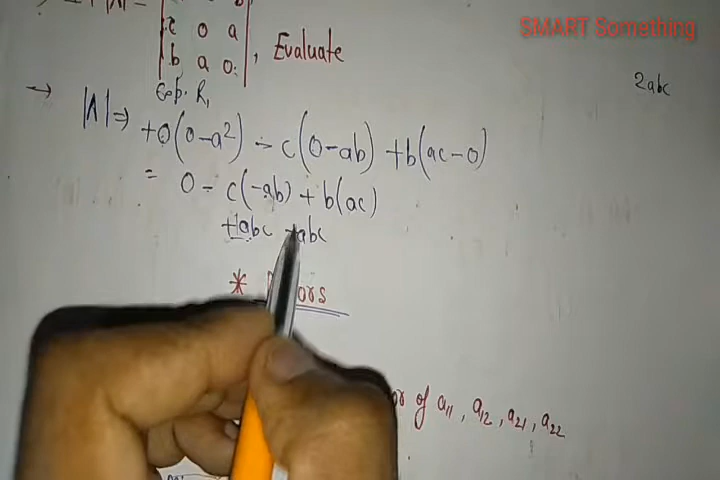 SMART Something
c 0 a
b a 0 , Evaluate
2abc
→ Exp. R₁
|A| ⇒ +0(0-a²) - c(0-ab) + b(ac-0)
= 0 - c(-ab) + b(ac)
+abc +abc
*
of a₁₁, a₁₂, a₂₁, a₂₂